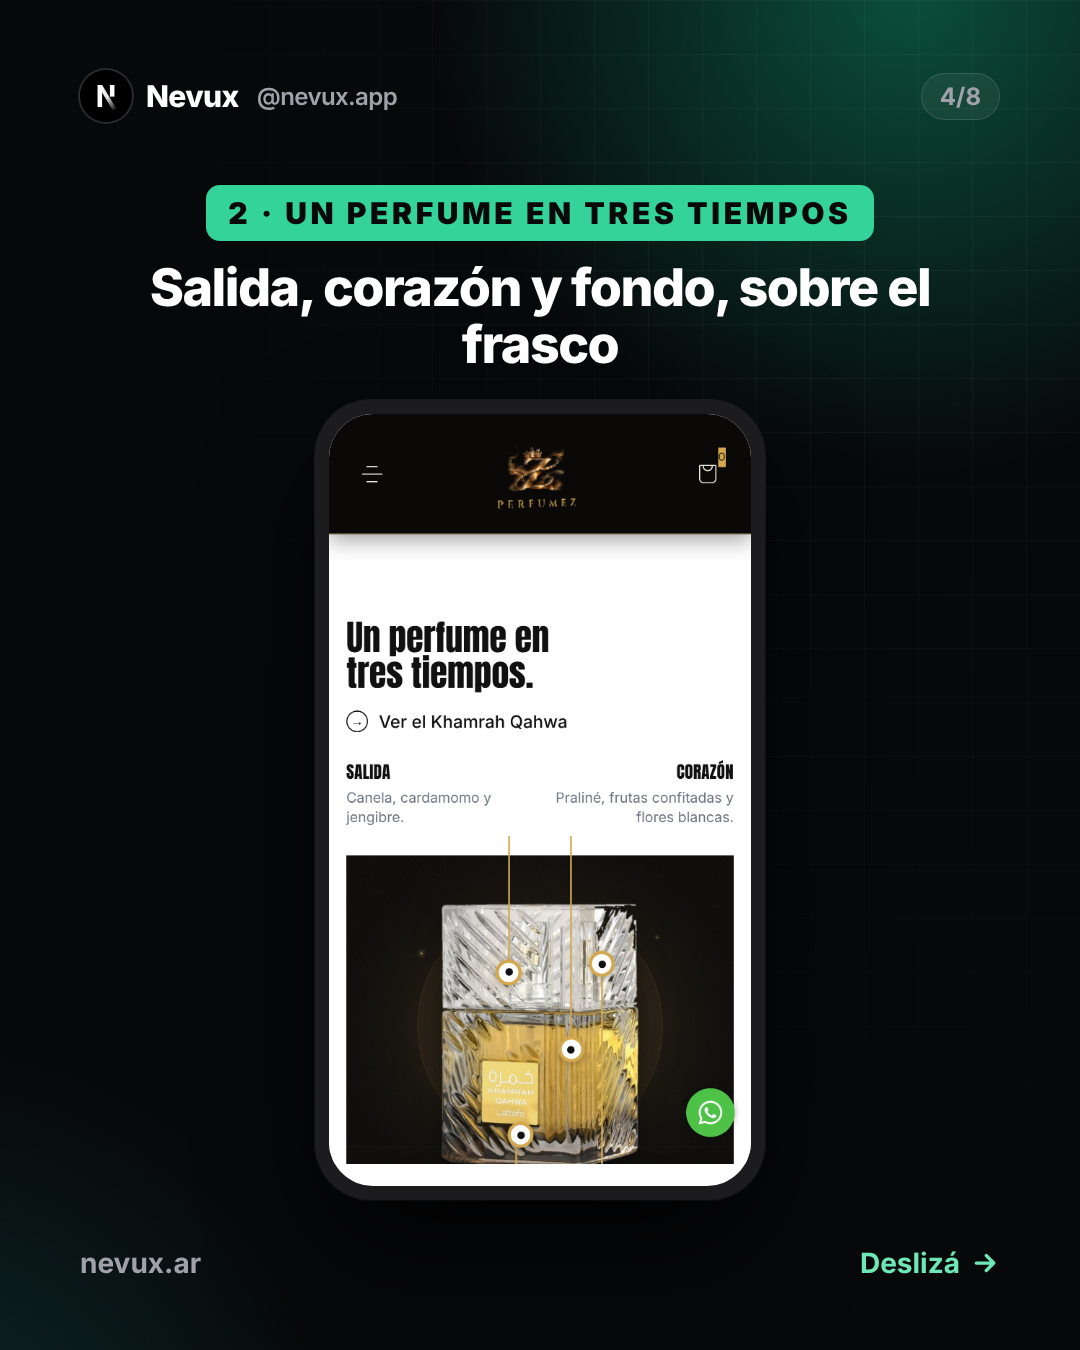 N Nevux @nevux.app 4/8
2 · UN PERFUME EN TRES TIEMPOS
Salida, corazón y fondo, sobre el
frasco
0
PERFUMEZ
Un perfume en
tres tiempos.
→ Ver el Khamrah Qahwa
SALIDA
Canela, cardamomo y
jengibre.
CORAZÓN
Praliné, frutas confitadas y
flores blancas.
خمرة
KHAMRAH
QAHWA
Lattafa
nevux.ar
Deslizá →